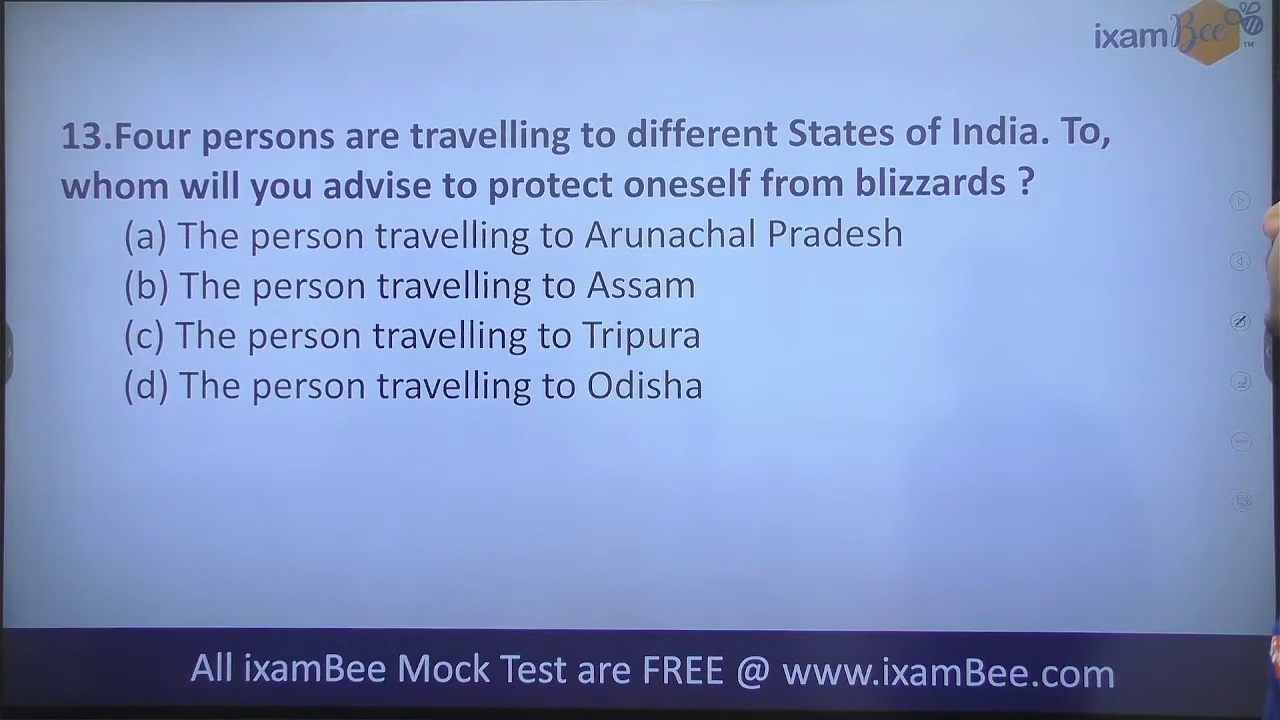 ixamBee™
13.Four persons are travelling to different States of India. To,
whom will you advise to protect oneself from blizzards ?
(a) The person travelling to Arunachal Pradesh
(b) The person travelling to Assam
(c) The person travelling to Tripura
(d) The person travelling to Odisha
All ixamBee Mock Test are FREE @ www.ixamBee.com